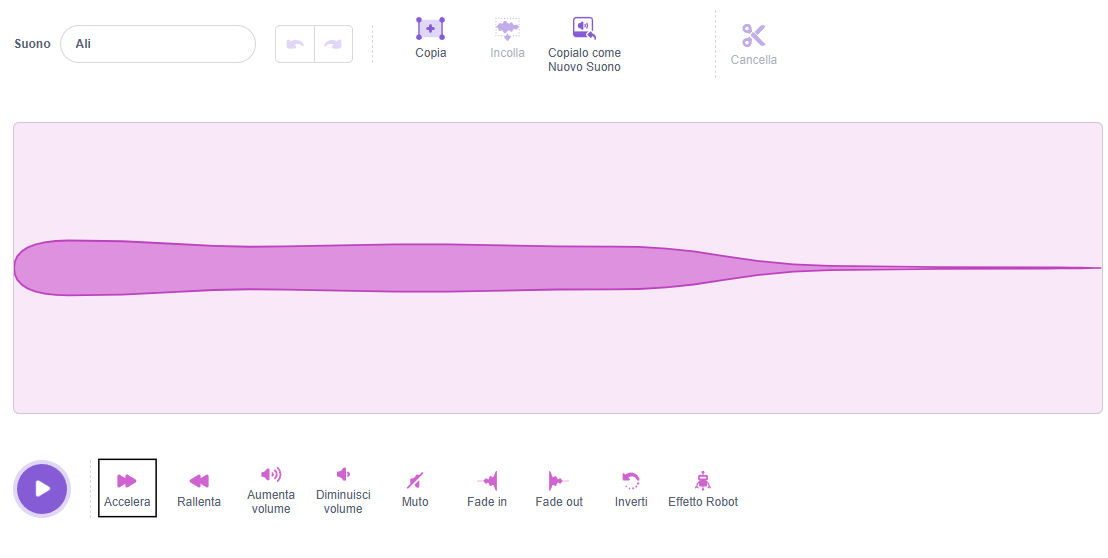 Suono
Ali
Copia
Incolla
Copialo come
Nuovo Suono
Cancella
Accelera
Rallenta
Aumenta
volume
Diminuisci
volume
Muto
Fade in
Fade out
Inverti
Effetto Robot